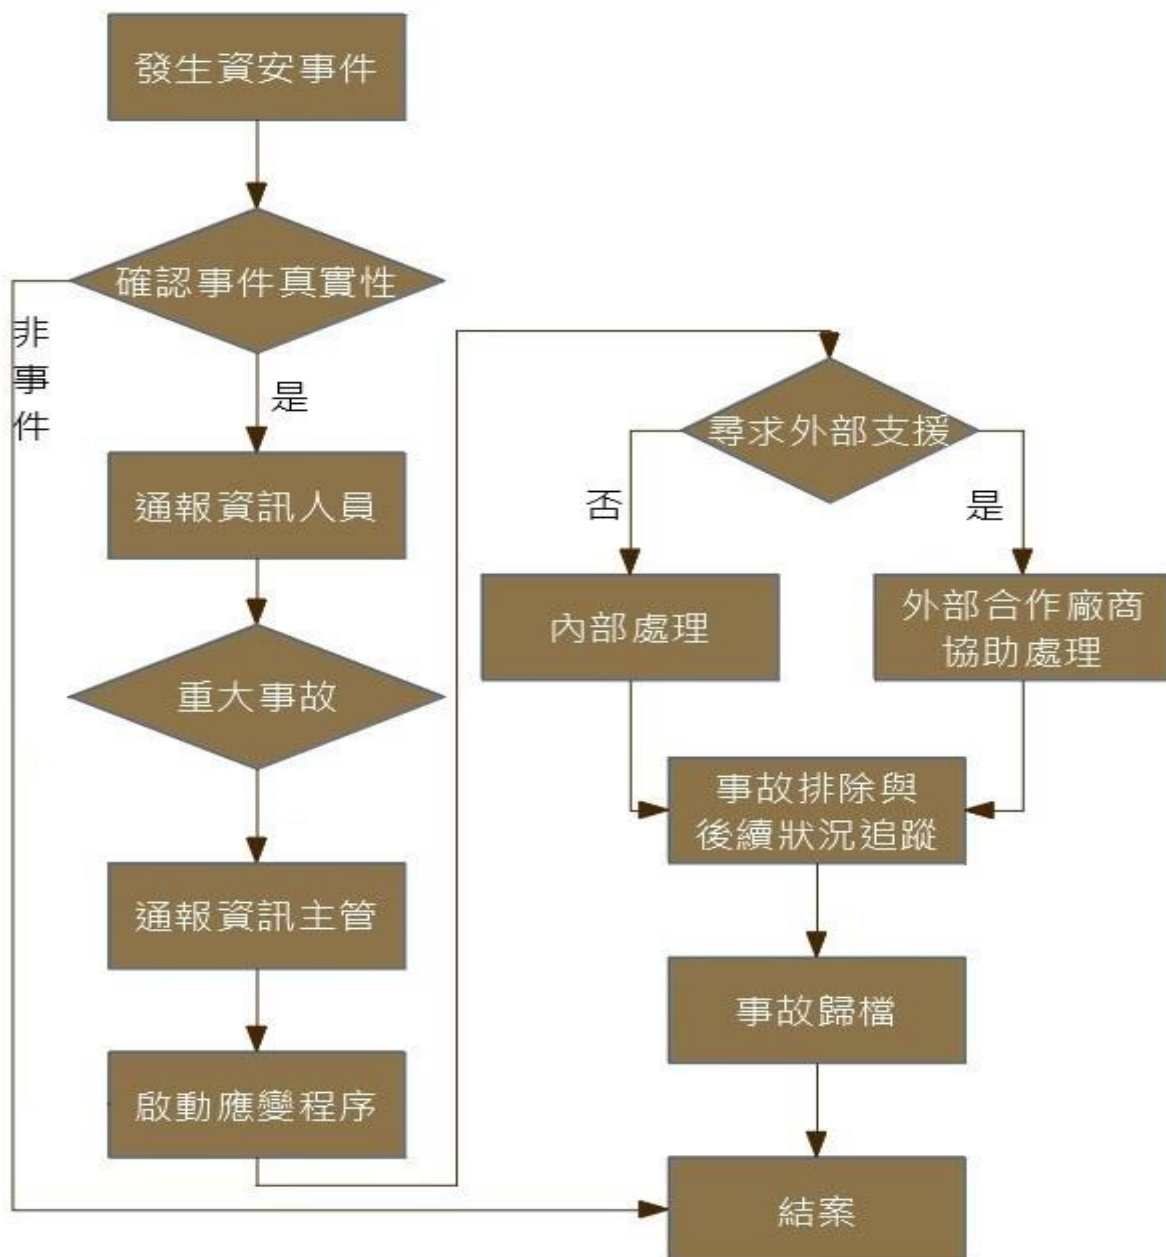 發生資安事件
確認事件真實性
非
事
件
是
通報資訊人員
重大事故
通報資訊主管
啟動應變程序
尋求外部支援
否
是
內部處理
外部合作廠商
協助處理
事故排除與
後續狀況追蹤
事故歸檔
結案